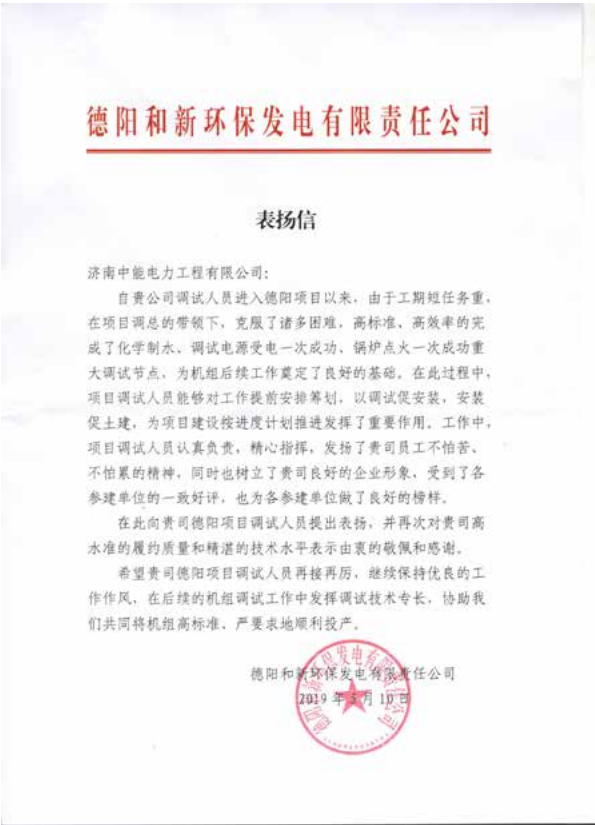 德阳和新环保发电有限责任公司
表扬信
济南中能电力工程有限公司：
自贵公司调试人员进入德阳项目以来，由于工期短任务重，
在项目调总的带领下，克服了诸多困难，高标准、高效率的完
成了化学制水、调试电源受电一次成功、锅炉点火一次成功重
大调试节点，为机组后续工作奠定了良好的基础。在此过程中，
项目调试人员能够对工作提前安排筹划，以调试促安装，安装
促土建，为项目建设按进度计划推进发挥了重要作用。工作中，
项目调试人员认真负责，精心指挥，发扬了贵司员工不怕苦、
不怕累的精神，同时也树立了贵司良好的企业形象、受到了各
参建单位的一致好评，也为各参建单位做了良好的榜样。
在此向贵司德阳项目调试人员提出表扬，并再次对贵司高
水准的履约质量和精湛的技术水平表示由衷的敬佩和感谢。
希望贵司德阳项目调试人员再接再厉，继续保持优良的工
作作风，在后续的机组调试工作中发挥调试技术专长，协助我
们共同将机组高标准、严要求地顺利投产。
德阳和新环保发电有限责任公司
2019年5月10日
德阳和新环保发电有限责任公司